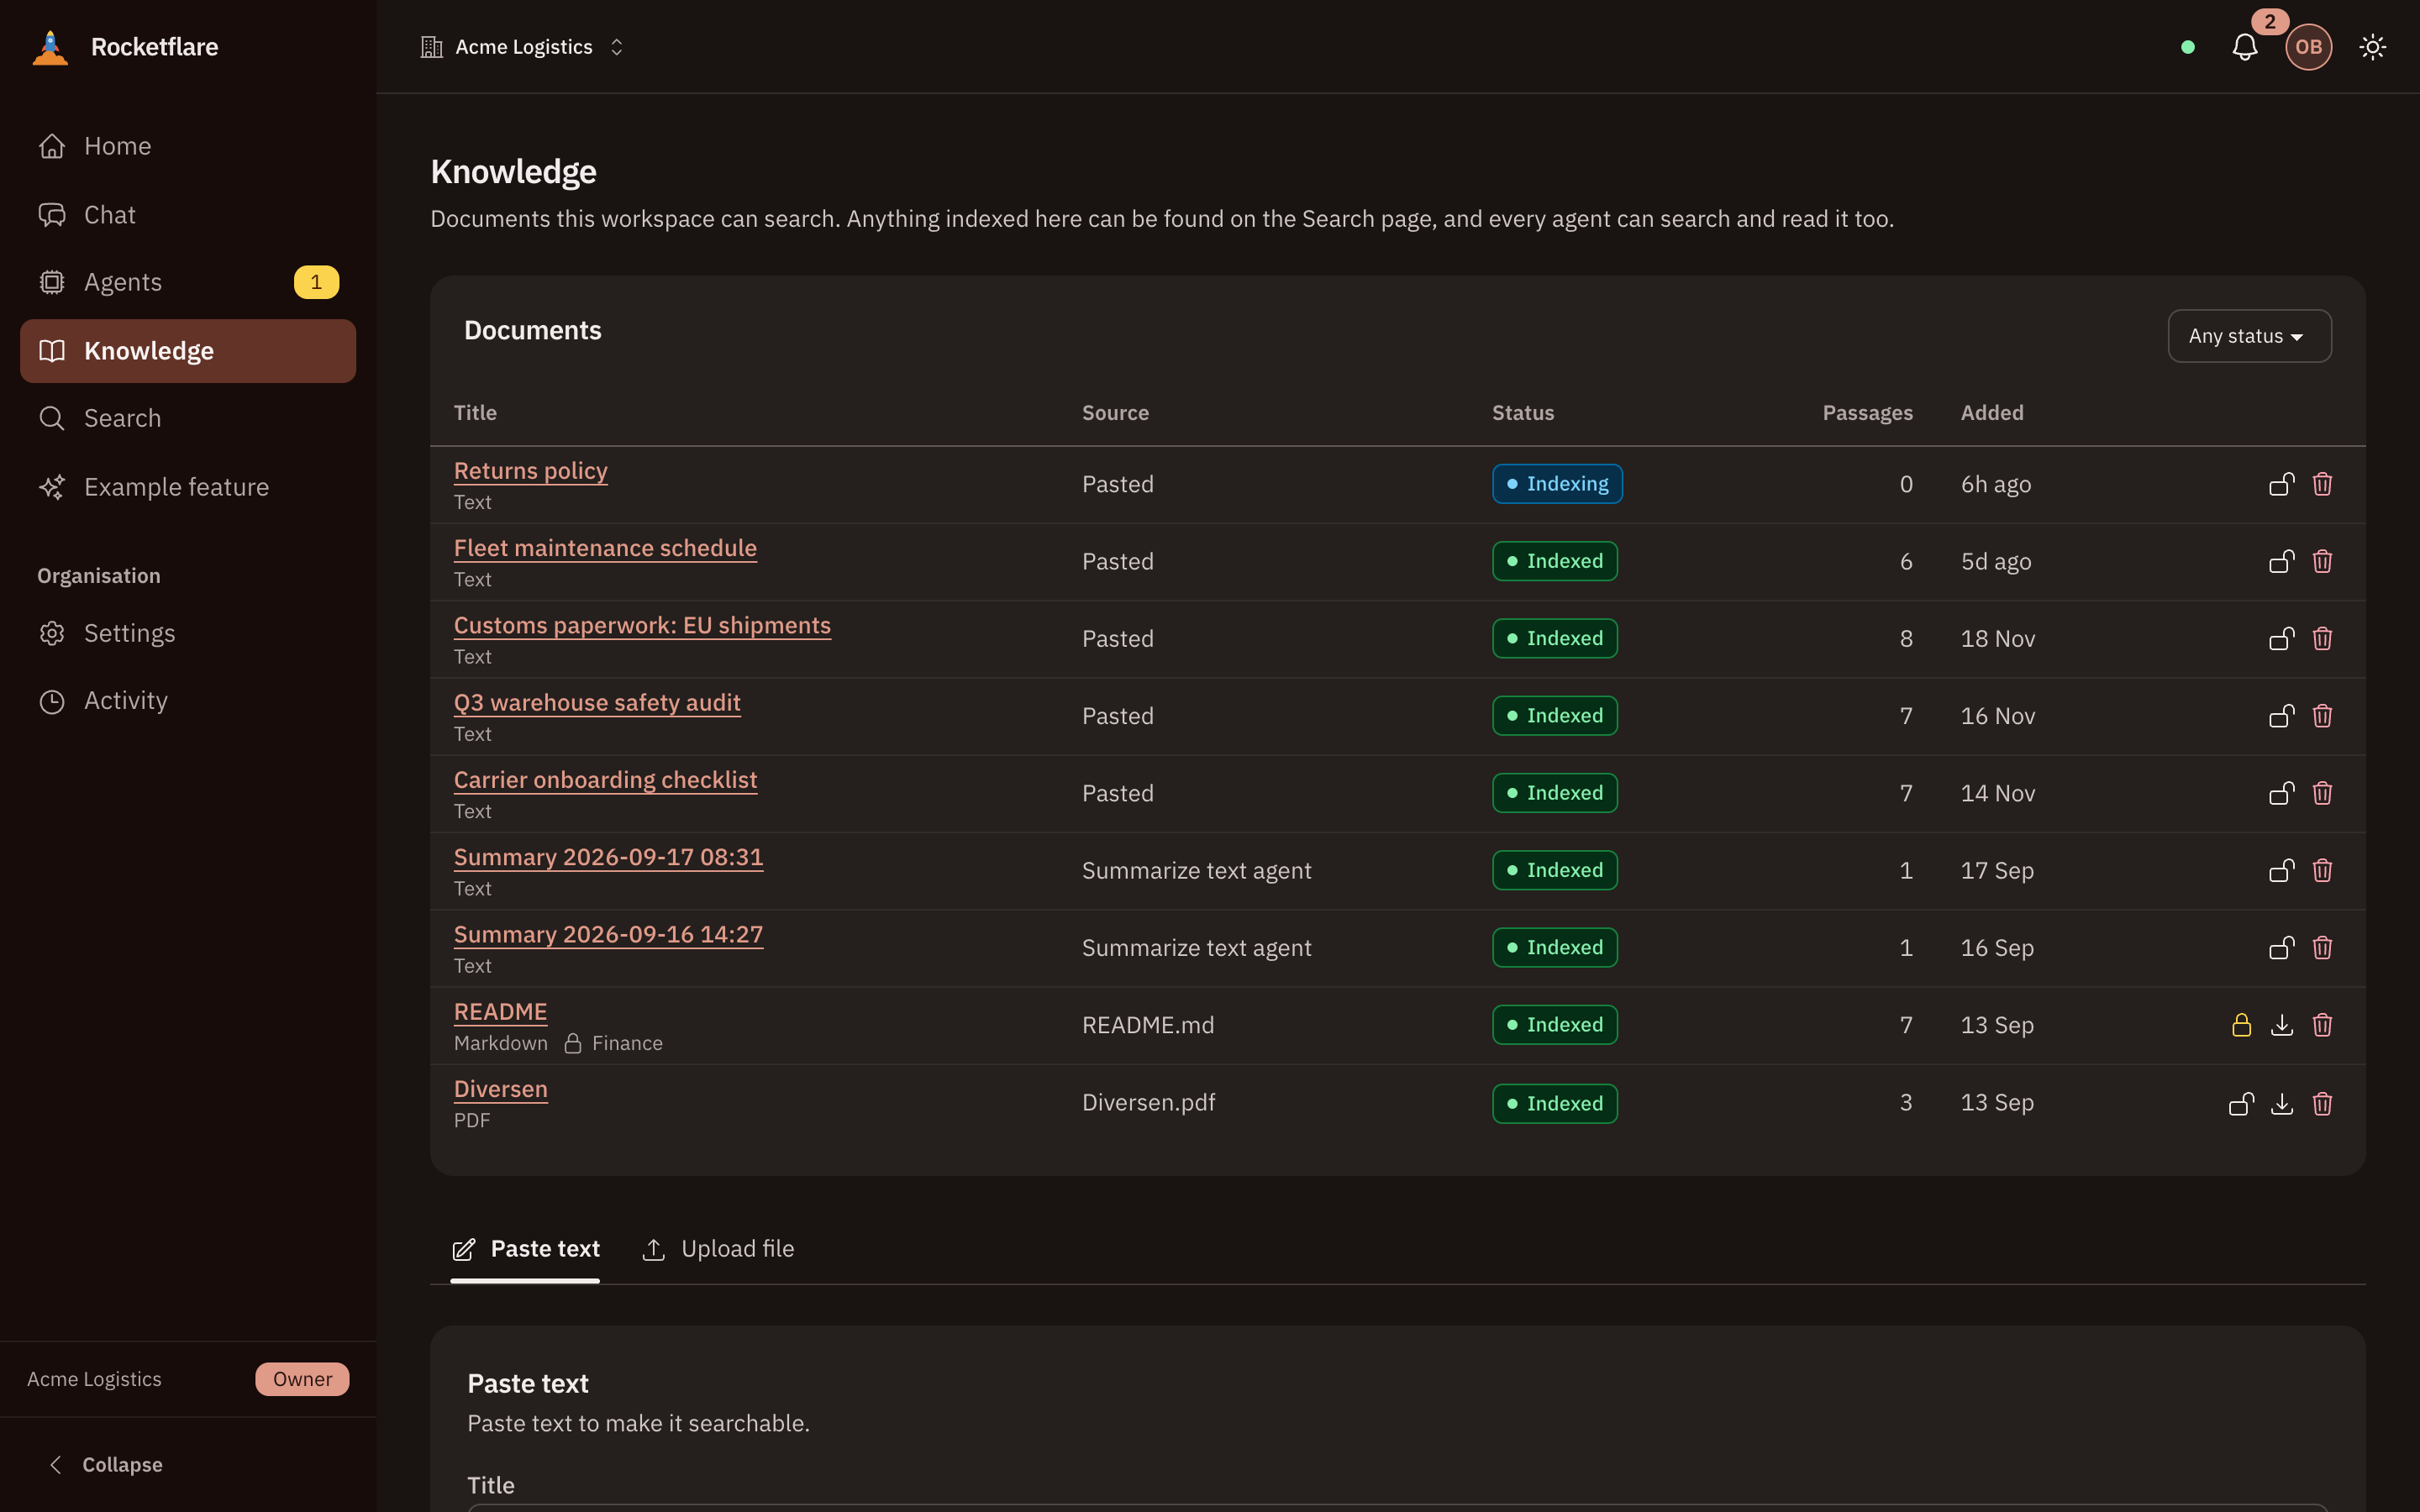 Rocketflare
Acme Logistics
2
OB
Home
Chat
Agents 1
Knowledge
Search
Example feature
Organisation
Settings
Activity
Acme Logistics Owner
Collapse
Knowledge
Documents this workspace can search. Anything indexed here can be found on the Search page, and every agent can search and read it too.
Documents
Any status
Title Source Status Passages Added
Returns policy
Text
Pasted Indexing 0 6h ago
Fleet maintenance schedule
Text
Pasted Indexed 6 5d ago
Customs paperwork: EU shipments
Text
Pasted Indexed 8 18 Nov
Q3 warehouse safety audit
Text
Pasted Indexed 7 16 Nov
Carrier onboarding checklist
Text
Pasted Indexed 7 14 Nov
Summary 2026-09-17 08:31
Text
Summarize text agent Indexed 1 17 Sep
Summary 2026-09-16 14:27
Text
Summarize text agent Indexed 1 16 Sep
README
Markdown Finance
README.md Indexed 7 13 Sep
Diversen
PDF
Diversen.pdf Indexed 3 13 Sep
Paste text Upload file
Paste text
Paste text to make it searchable.
Title